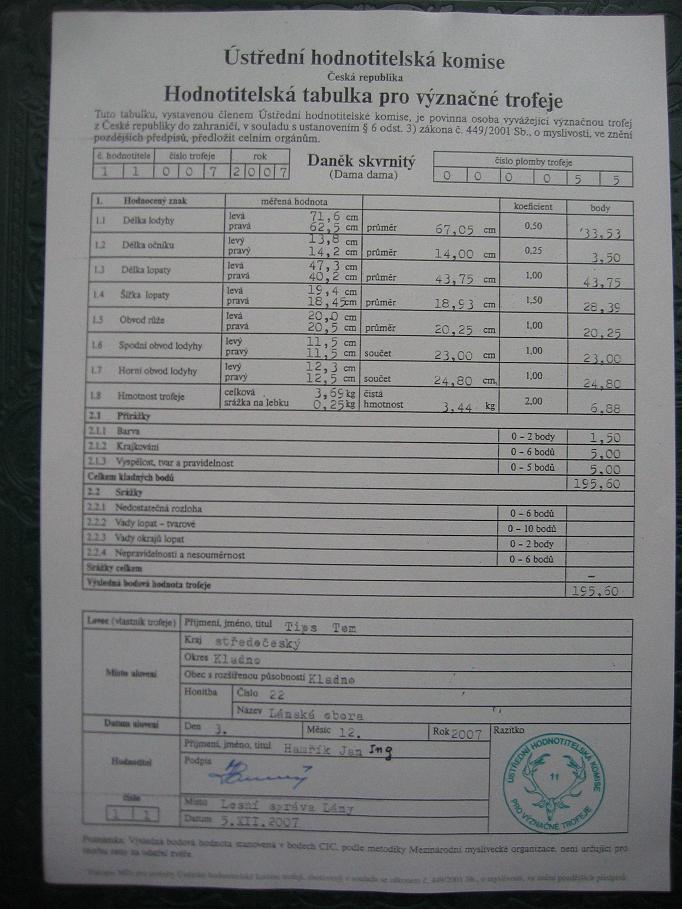 Ústřední hodnotitelská komise
Česká republika
Hodnotitelská tabulka pro význačné trofeje
Tuto tabulku, vystavenou členem Ústřední hodnotitelské komise, je povinna osoba vyvážející význačnou trofej
z České republiky do zahraničí, v souladu s ustanovením § 6 odst. 3) zákona č. 449/2001 Sb., o myslivosti, ve znění
pozdějších předpisů, předložit celním orgánům.
č. hodnotitele číslo trofeje rok
1 1 0 0 7 2 0 0 7
Daněk skvrnitý
(Dama dama)
číslo plomby trofeje
0 0 0 0 5 5
1. Hodnocený znak měřená hodnota koeficient body
1.1 Délka lodyhy levá 71,6 cm
pravá 62,5 cm průměr 67,05 cm 0,50 33,53
1.2 Délka očníku levý 13,8 cm
pravý 14,2 cm průměr 14,00 cm 0,25 3,50
1.3 Délka lopaty levá 47,3 cm
pravá 40,2 cm průměr 43,75 cm 1,00 43,75
1.4 Šířka lopaty levá 19,4 cm
pravá 18,45cm průměr 18,93 cm 1,50 28,39
1.5 Obvod růže levá 20,0 cm
pravá 20,5 cm průměr 20,25 cm 1,00 20,25
1.6 Spodní obvod lodyhy levý 11,5 cm
pravý 11,5 cm součet 23,00 cm 1,00 23,00
1.7 Horní obvod lodyhy levý 12,3 cm
pravý 12,5 cm součet 24,80 cm 1,00 24,80
1.8 Hmotnost trofeje celková 3,69kg čistá
srážka na lebku 0,25kg hmotnost 3,44 kg 2,00 6,88
2.1 Přirážky
2.1.1 Barva 0 – 2 body 1,50
2.1.2 Krajkování 0 – 6 bodů 5,00
2.1.3 Vyspělost, tvar a pravidelnost 0 – 5 bodů 5,00
Celkem kladných bodů 195,60
2.2 Srážky
2.2.1 Nedostatečná rozloha 0 – 6 bodů
2.2.2 Vady lopat – tvarové 0 – 10 bodů
2.2.3 Vady okrajů lopat 0 – 2 body
2.2.4 Nepravidelnosti a nesouměrnost 0 – 6 bodů
Srážky celkem –
Výsledná bodová hodnota trofeje 195,60
Lovec (vlastník trofeje) Příjmení, jméno, titul Tips Tom
Místo ulovení
Kraj středočeský
Okres Kladno
Obec s rozšířenou působností Kladno
Honitba Číslo 22
Název Lánská obora
Datum ulovení Den 3. Měsíc 12. Rok 2007
Hodnotitel
Příjmení, jméno, titul Hamřík Jan Ing
Podpis
číslo
1 1
Místo Lesní správa Lány
Datum 5.XII.2007
Razítko
ÚSTŘEDNÍ HODNOTITELSKÁ KOMISE
11
PRO VÝZNAČNÉ TROFEJE
Poznámka: Výsledná bodová hodnota stanovená v bodech CIC, podle metodiky Mezinárodní myslivecké organizace, není určující pro